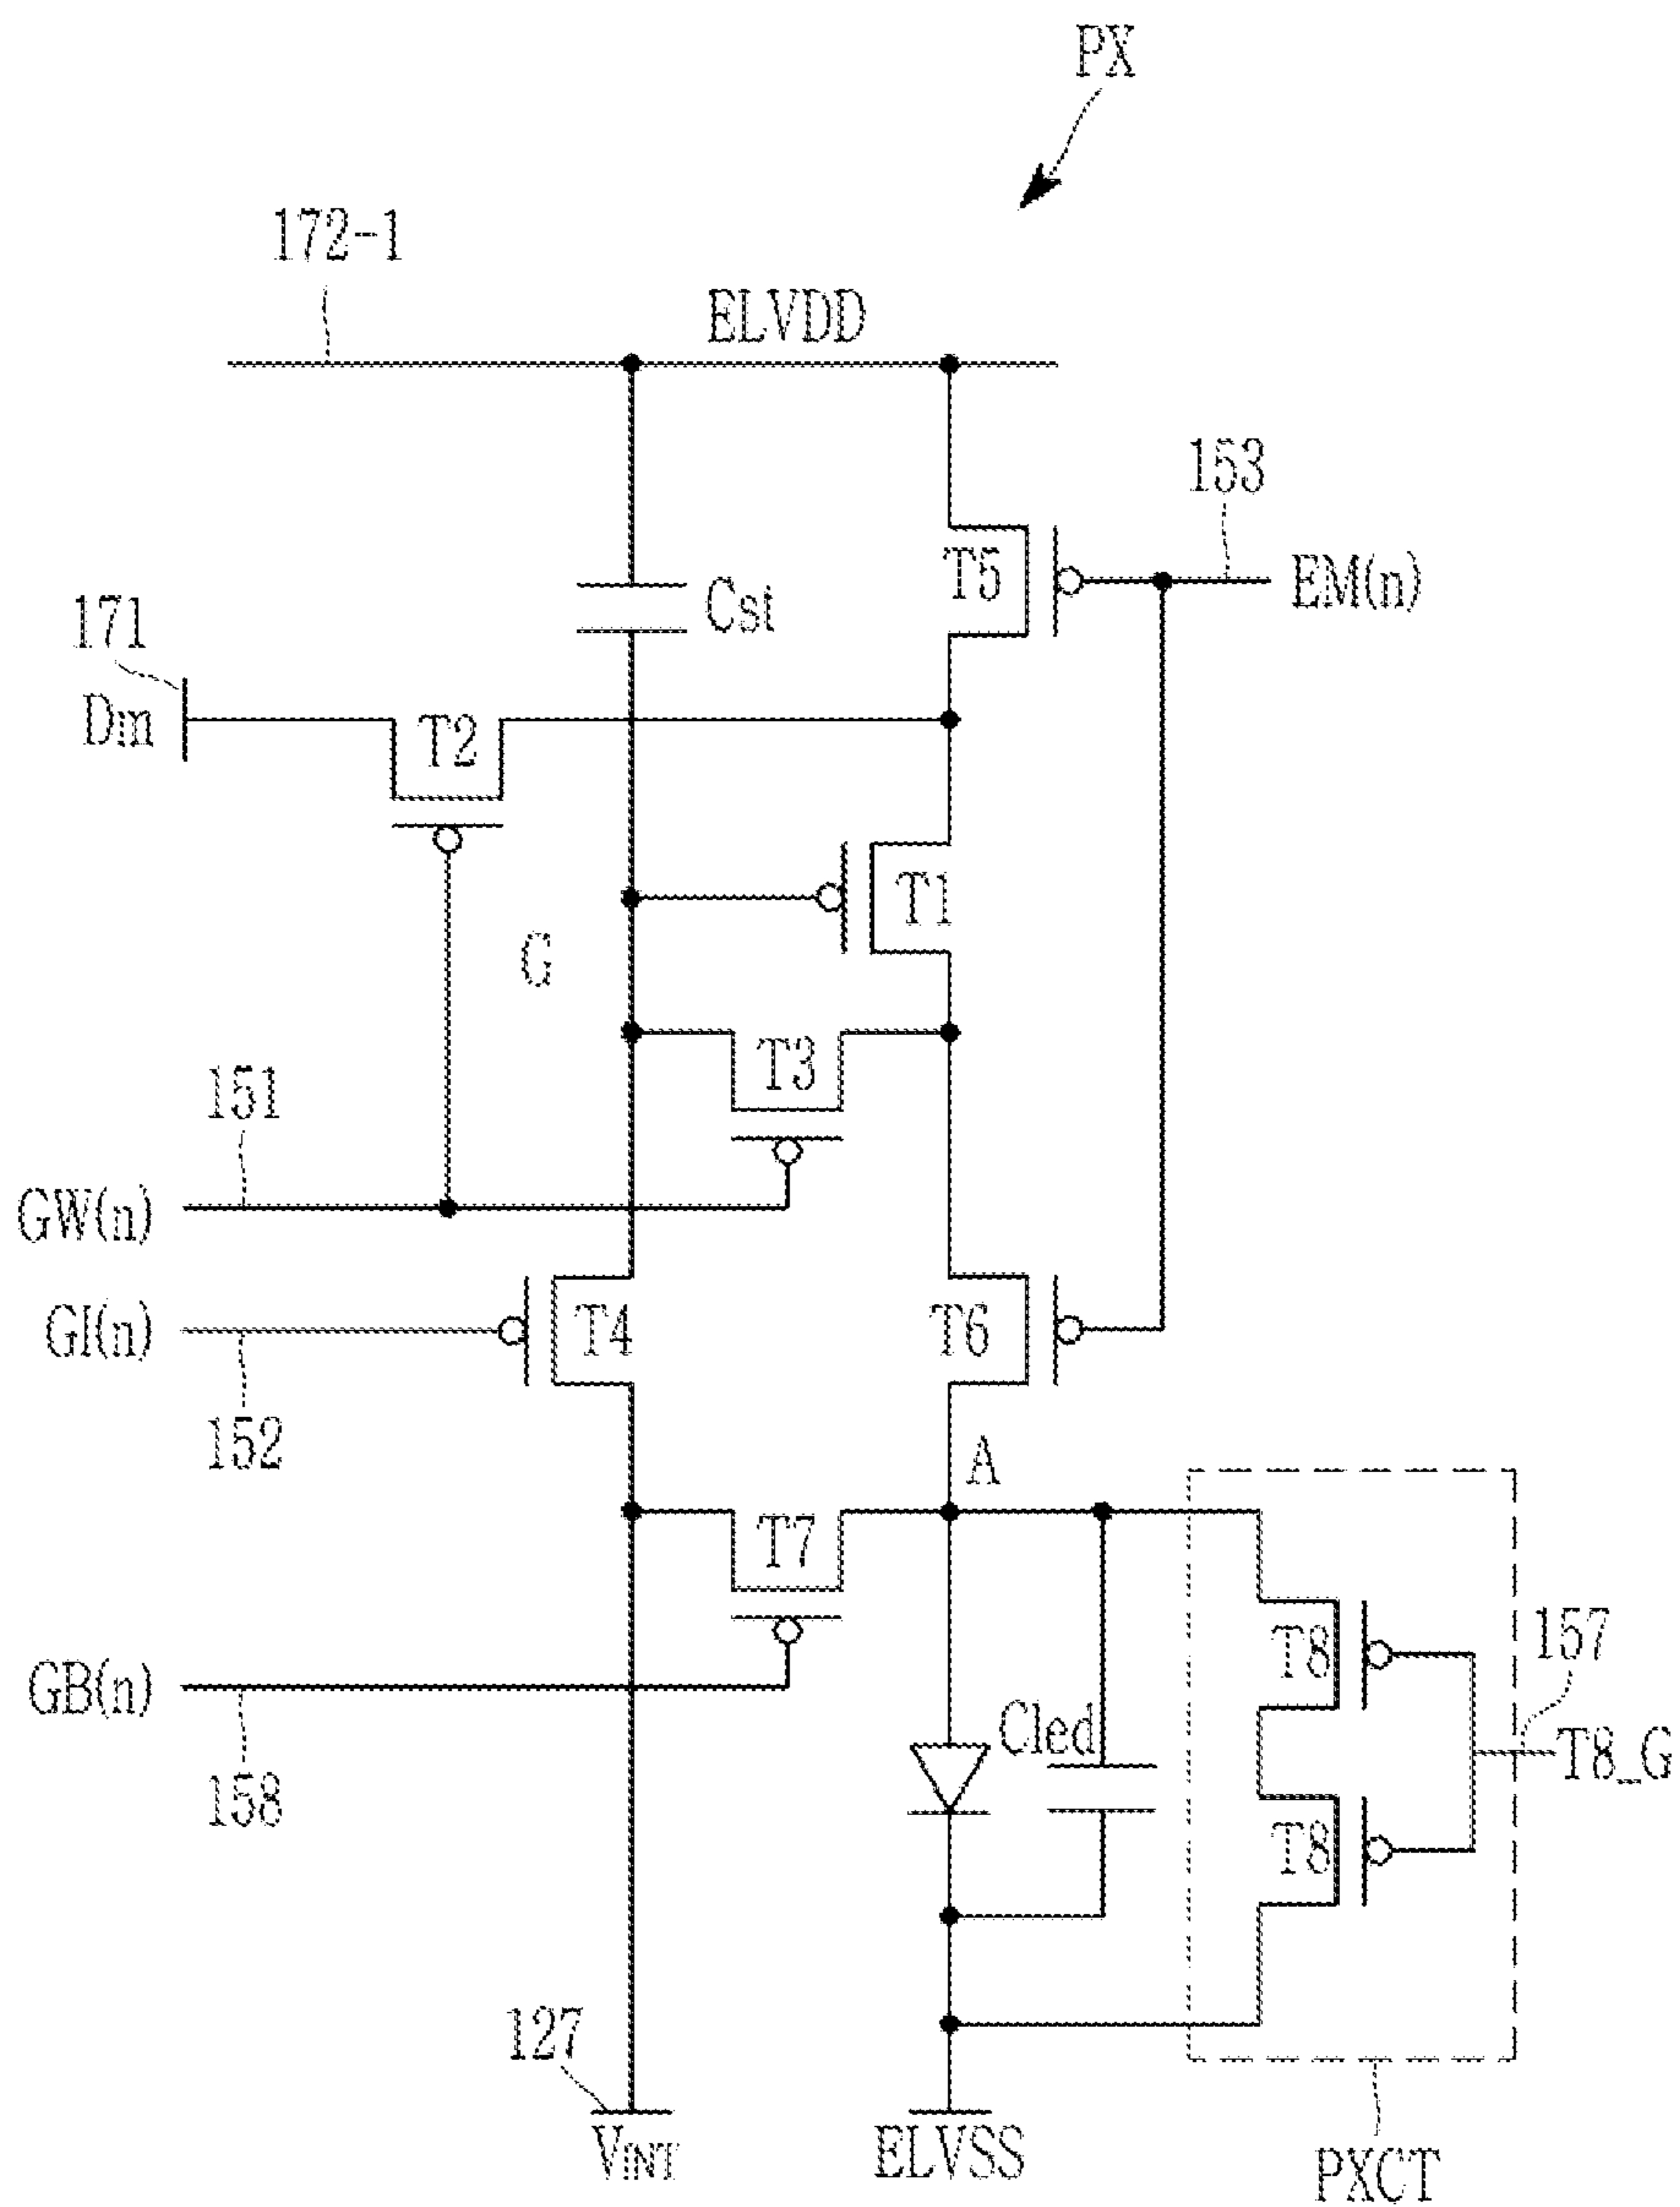 PX
172-1
ELVDD
153
T5
EM(n)
Cst
171
Dm
T2
T1
G
T3
151
GW(n)
GI(n)
T4
T6
152
A
T7
T8
157
GB(n)
Cled
T8_G
158
T8
127
VINT
ELVSS
PXCT